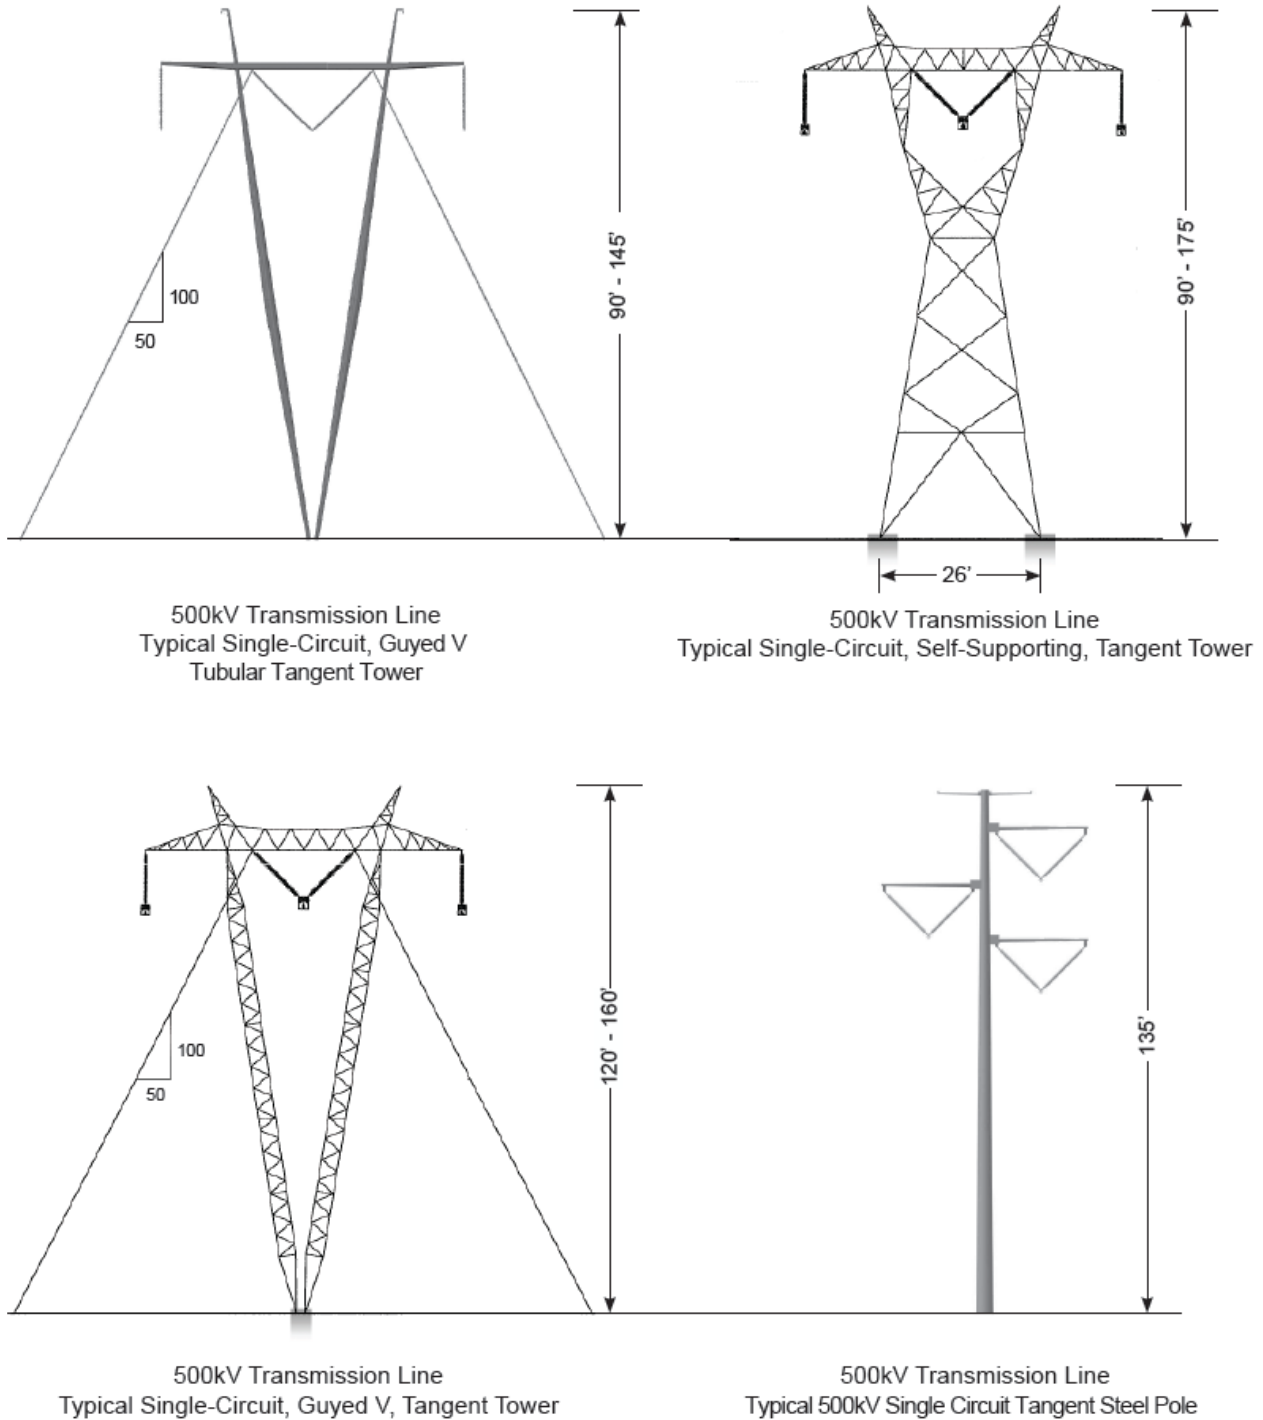 90' - 145'
100
50
500kV Transmission Line
Typical Single-Circuit, Guyed V
Tubular Tangent Tower
90' - 175'
26'
500kV Transmission Line
Typical Single-Circuit, Self-Supporting, Tangent Tower
120' - 160'
100
50
500kV Transmission Line
Typical Single-Circuit, Guyed V, Tangent Tower
135'
500kV Transmission Line
Typical 500kV Single Circuit Tangent Steel Pole